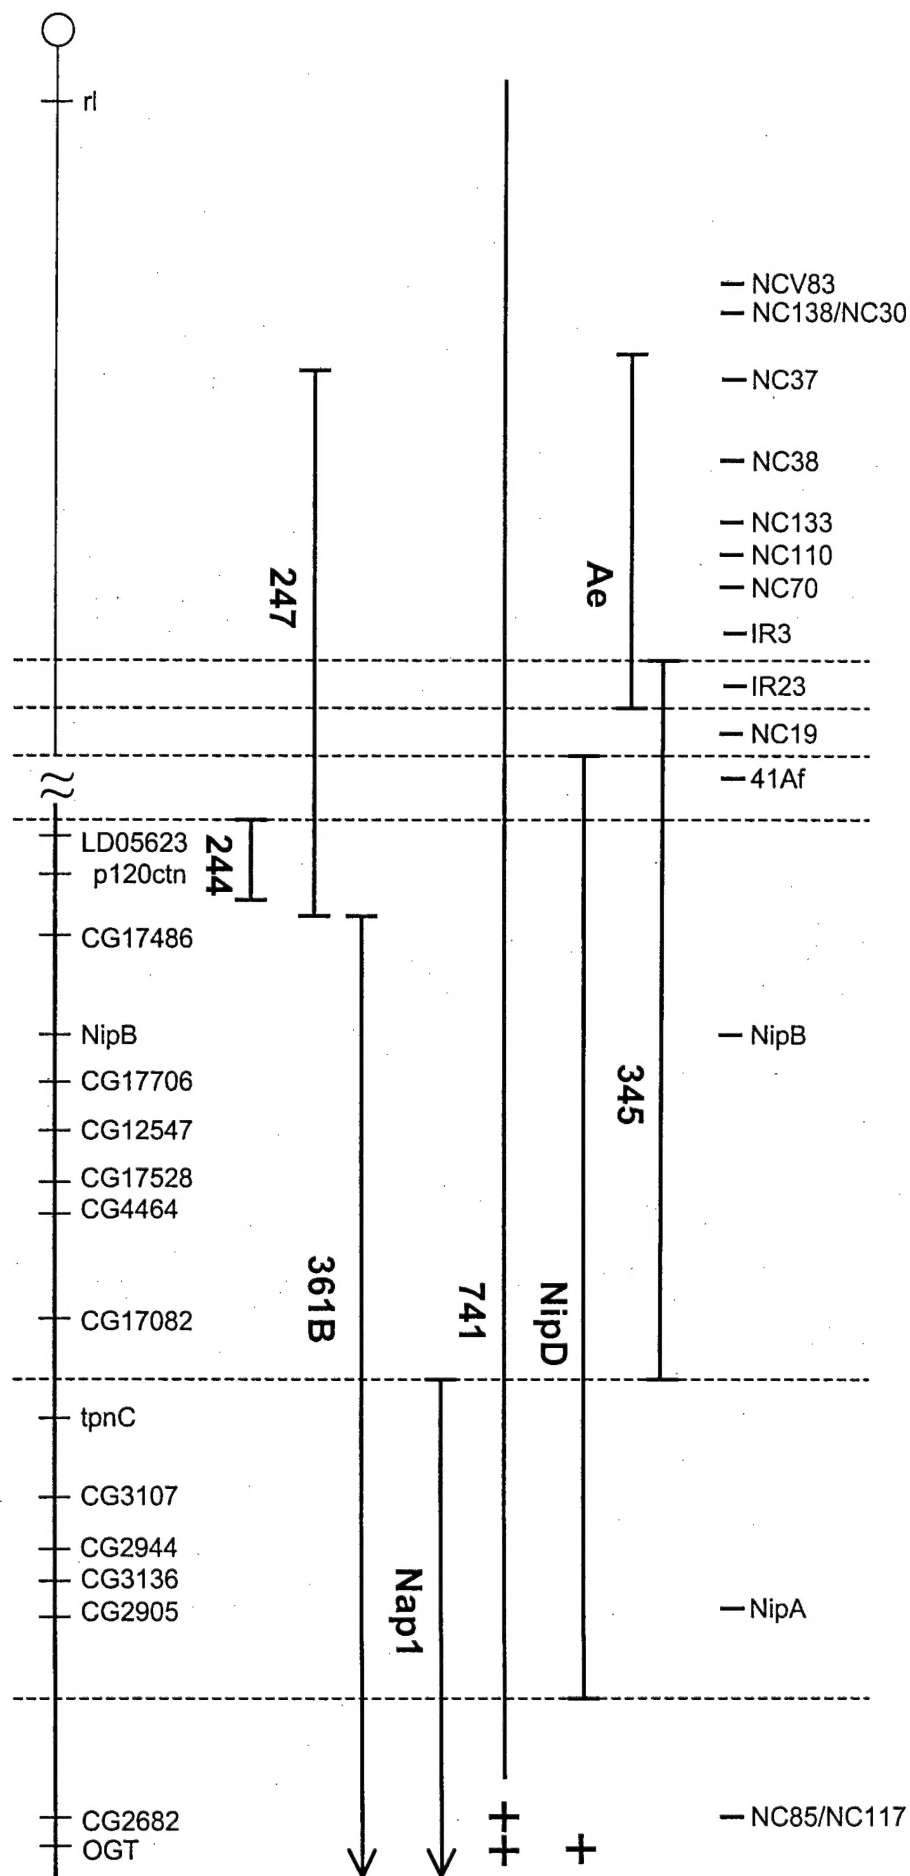 rl
NCV83
NC138/NC30
NC37
NC38
NC133
NC110
NC70
IR3
IR23
NC19
41Af
247
Ae
LD05623
p120ctn
244
CG17486
NipB
NipB
CG17706
CG12547
CG17528
CG4464
CG17082
345
361B
741
NipD
tpnC
CG3107
CG2944
CG3136
CG2905
Nap1
NipA
CG2682
+
NC85/NC117
OGT
+ +